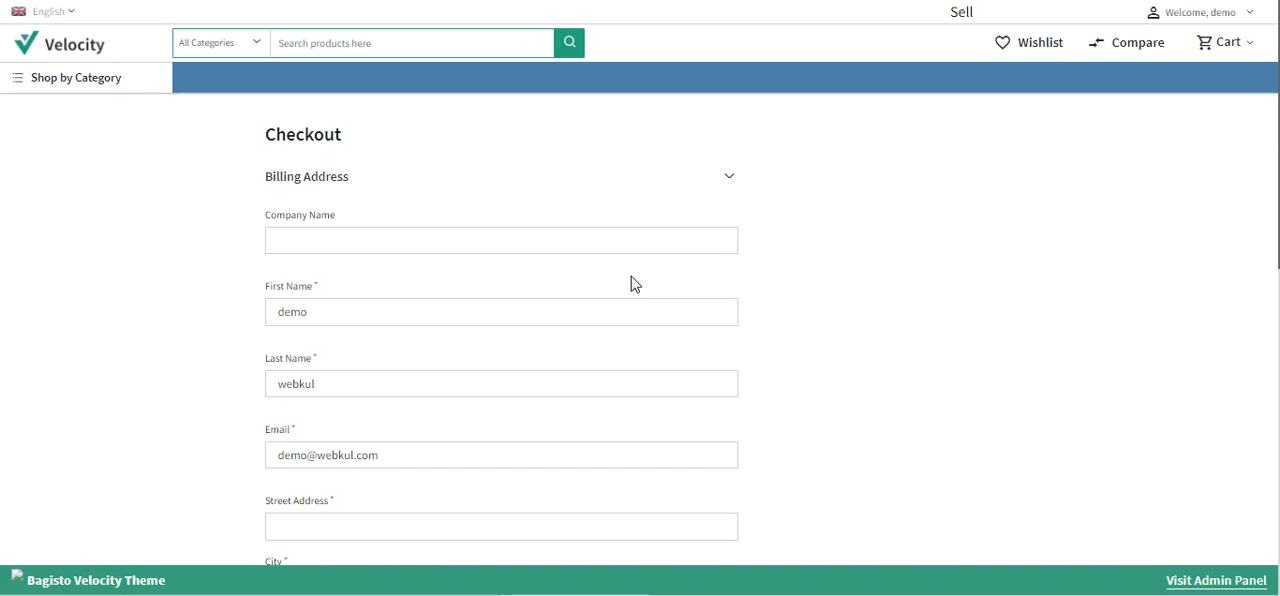 English
Sell
Welcome, demo
Velocity
All Categories
Search products here
Wishlist
Compare
Cart
Shop by Category
Checkout
Billing Address
Company Name
First Name *
demo
Last Name *
webkul
Email *
demo@webkul.com
Street Address *
City *
Bagisto Velocity Theme
Visit Admin Panel